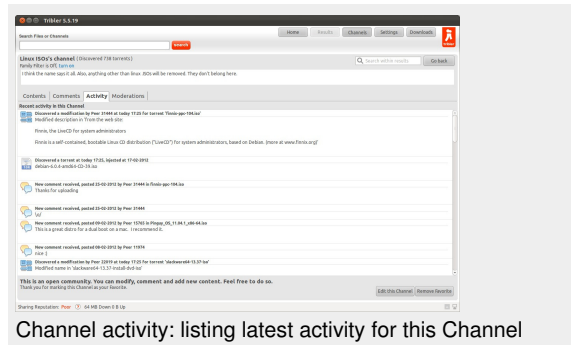 Tribler 5.5.19
Search Files or Channels
Search
Home
Results
Channels
Settings
Downloads
Tribler
Linux ISOs's channel (Discovered 738 torrents)
Family Filter is Off, turn on
Search within results
Go back
I think the name says it all. Also, anything other than linux ISOs will be removed. They don't belong here.
Contents
Comments
Activity
Moderations
Recent activity in this Channel
Discovered a modification by Peer 31444 at today 17:25 for torrent 'finnix-ppc-104.iso'
Modified description in 'From the web site:
Finnix, the LiveCD for system administrators
Finnix is a self-contained, bootable Linux CD distribution ("LiveCD") for system administrators, based on Debian. (more at www.finnix.org)'
Discovered a torrent at today 17:25, injected at 17-02-2012
debian-6.0.4-amd64-CD-39.iso
New comment received, posted 25-02-2012 by Peer 31444 in finnix-ppc-104.iso
Thanks for uploading
New comment received, posted 25-02-2012 by Peer 31444
\o/
New comment received, posted 09-02-2012 by Peer 15765 in Pinguy_OS_11.04.1_x86-64.iso
This is a great distro for a dual boot on a mac. I recommend it.
New comment received, posted 08-02-2012 by Peer 11974
nice :)
Discovered a modification by Peer 22019 at today 17:25 for torrent 'slackware64-13.37-iso'
Modified name in 'slackware64-13.37-install-dvd-iso'
This is an open community. You can modify, comment and add new content. Feel free to do so.
Thank you for marking this Channel as your Favorite.
Edit this Channel
Remove Favorite
Sharing Reputation: Poor
64 MB Down 0 B Up
Channel activity: listing latest activity for this Channel